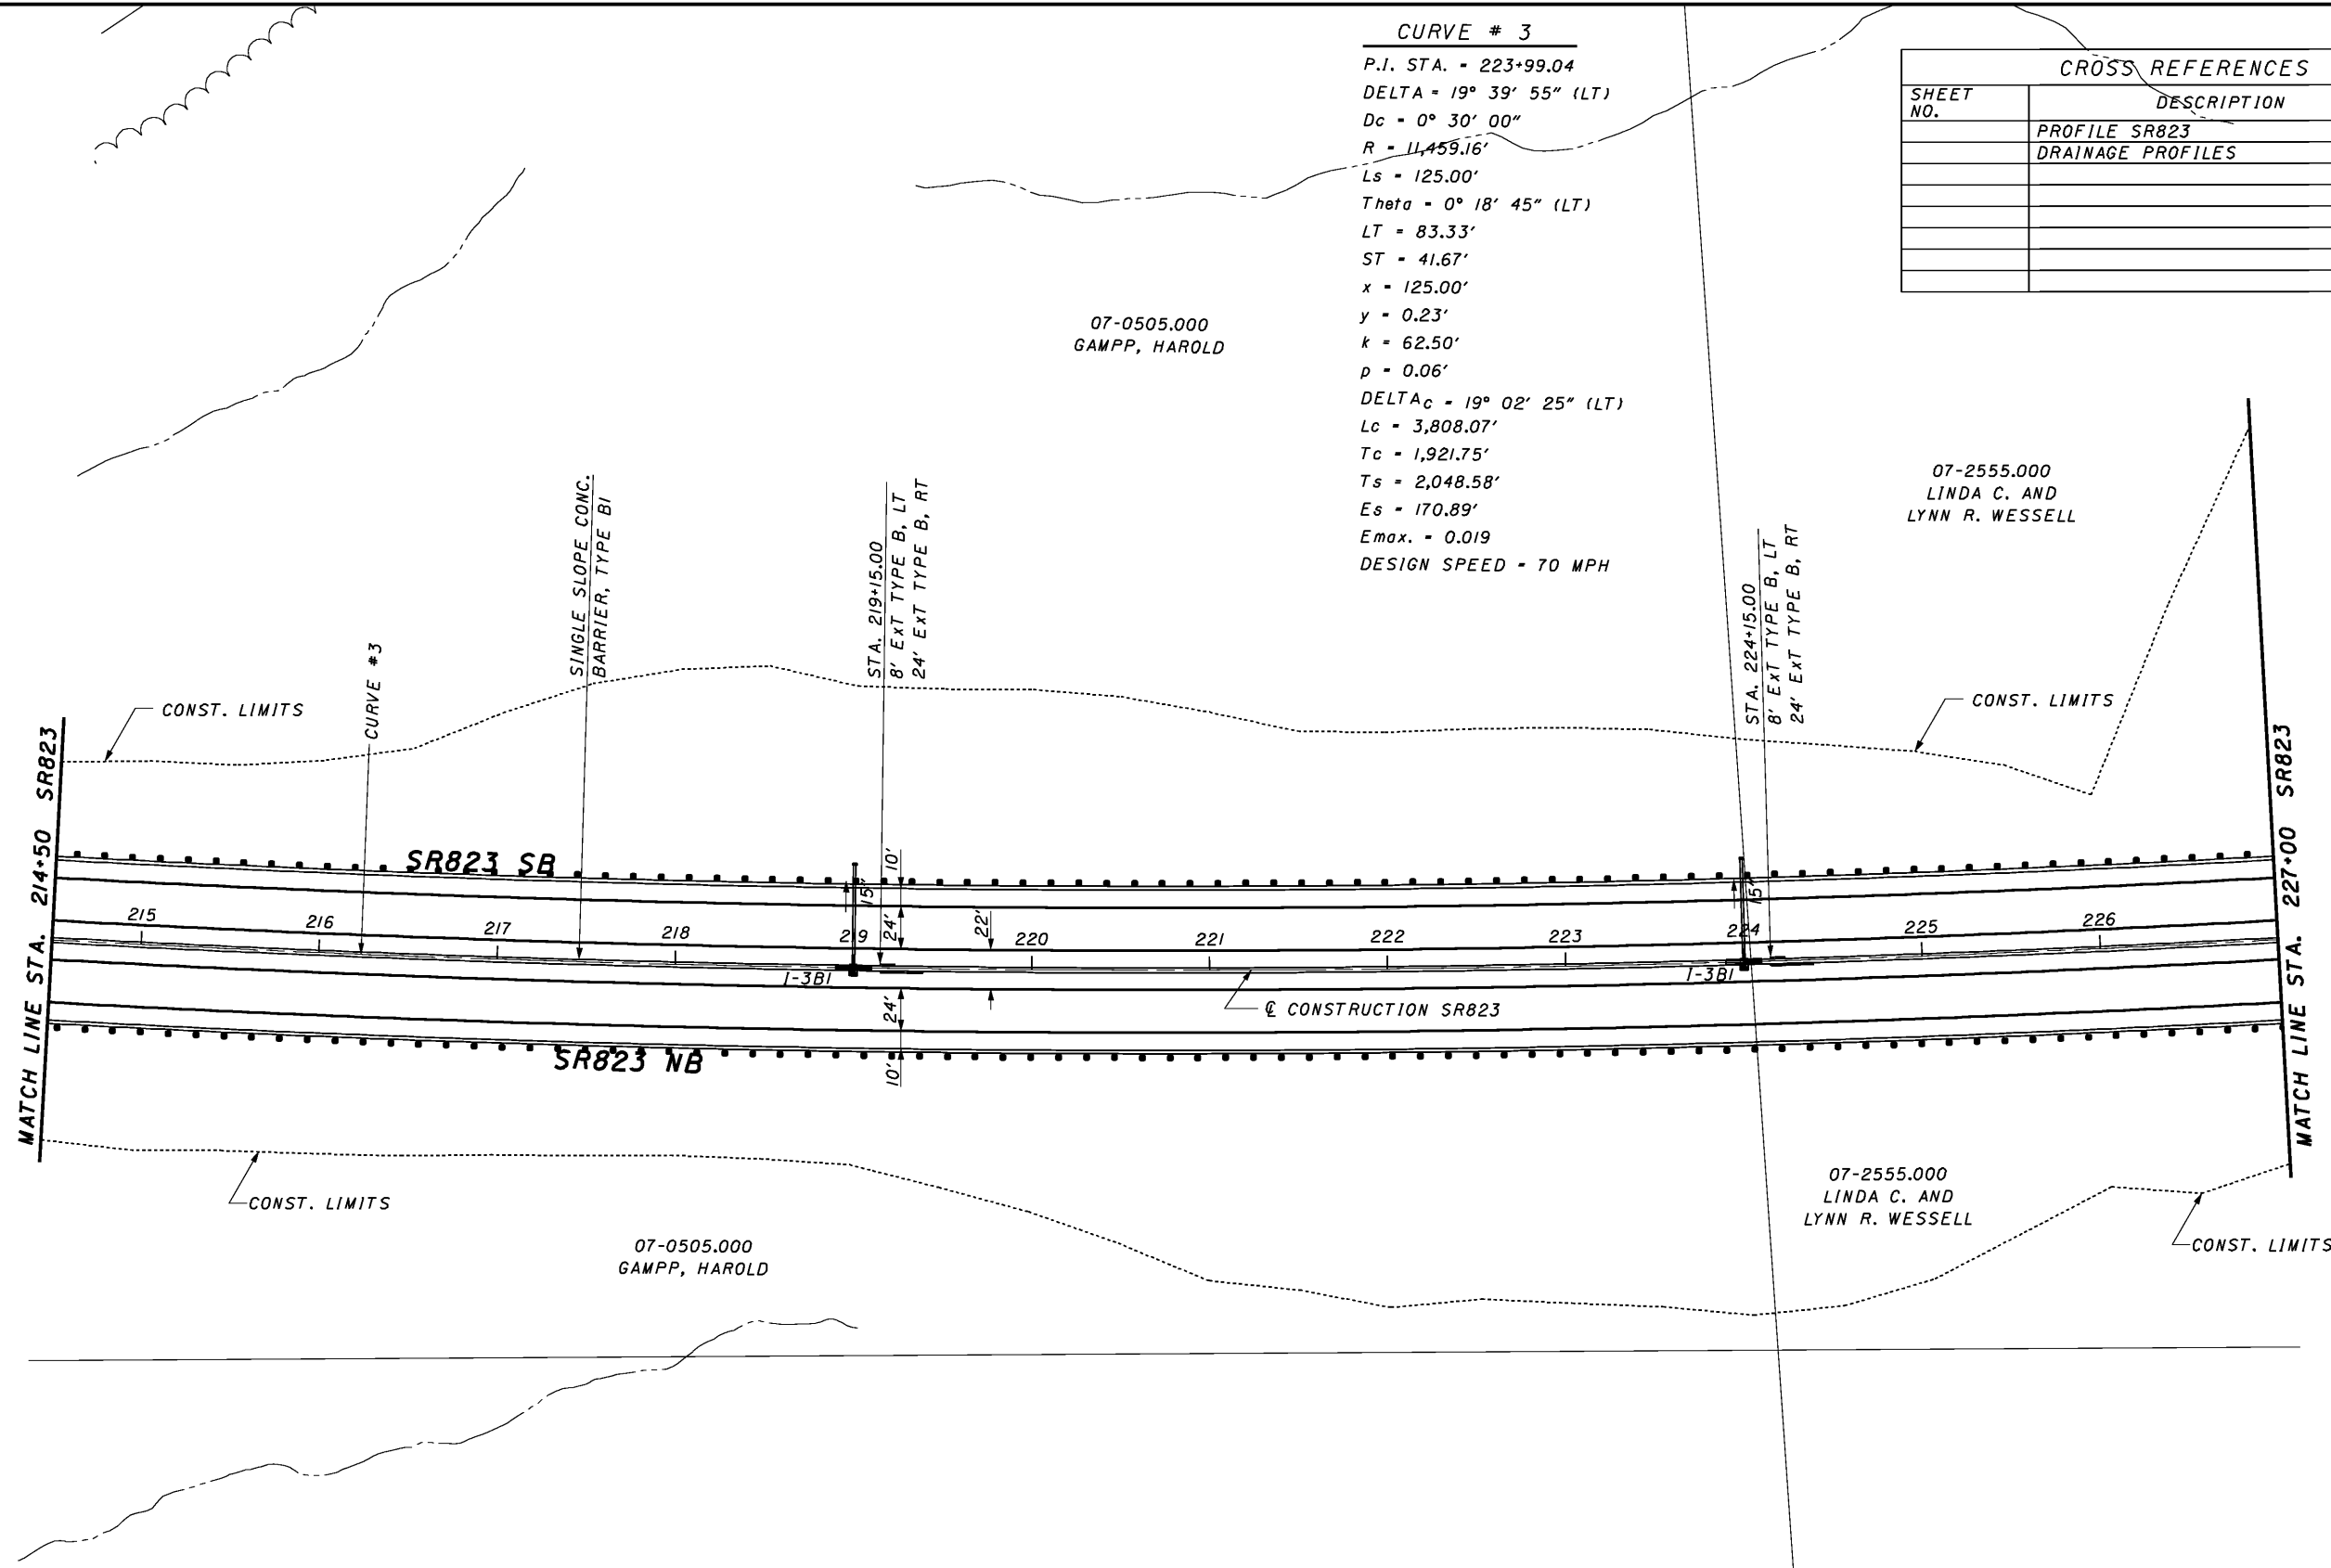 CURVE # 3
P.I. STA. = 223+99.04
DELTA = 19° 39' 55" (LT)
Dc = 0° 30' 00"
R = 11,459.16'
Ls = 125.00'
Theta = 0° 18' 45" (LT)
LT = 83.33'
ST = 41.67'
x = 125.00'
y = 0.23'
k = 62.50'
p = 0.06'
DELTAc = 19° 02' 25" (LT)
Lc = 3,808.07'
Tc = 1,921.75'
Ts = 2,048.58'
Es = 170.89'
Emax. = 0.019
DESIGN SPEED = 70 MPH
CROSS REFERENCES
SHEET NO.
DESCRIPTION
PROFILE SR823
DRAINAGE PROFILES
07-0505.000
GAMPP, HAROLD
07-2555.000
LINDA C. AND
LYNN R. WESSELL
CONST. LIMITS
CURVE #3
SINGLE SLOPE CONC.
BARRIER, TYPE B1
STA. 219+15.00
8' ExT TYPE B, LT
24' ExT TYPE B, RT
STA. 224+15.00
8' ExT TYPE B, LT
24' ExT TYPE B, RT
CONST. LIMITS
MATCH LINE STA. 214+50 SR823
MATCH LINE STA. 227+00 SR823
SR823 SB
10'
15'
15'
24'
22'
215
216
217
218
219
220
221
222
223
224
225
226
I-3B1
I-3B1
℄ CONSTRUCTION SR823
24'
10'
SR823 NB
CONST. LIMITS
07-0505.000
GAMPP, HAROLD
07-2555.000
LINDA C. AND
LYNN R. WESSELL
CONST. LIMITS